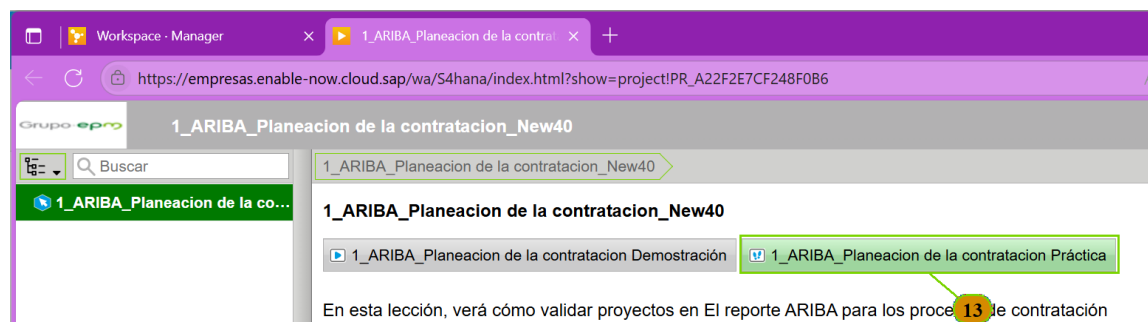 Workspace - Manager
1_ARIBA_Planeacion de la contrat
https://empresas.enable-now.cloud.sap/wa/S4hana/index.html?show=project!PR_A22F2E7CF248F0B6
Grupo·epm
1_ARIBA_Planeacion de la contratacion_New40
Buscar
1_ARIBA_Planeacion de la contratacion_New40
1_ARIBA_Planeacion de la co...
1_ARIBA_Planeacion de la contratacion_New40
1_ARIBA_Planeacion de la contratacion Demostración
1_ARIBA_Planeacion de la contratacion Práctica
En esta lección, verá cómo validar proyectos en El reporte ARIBA para los de contratación
13